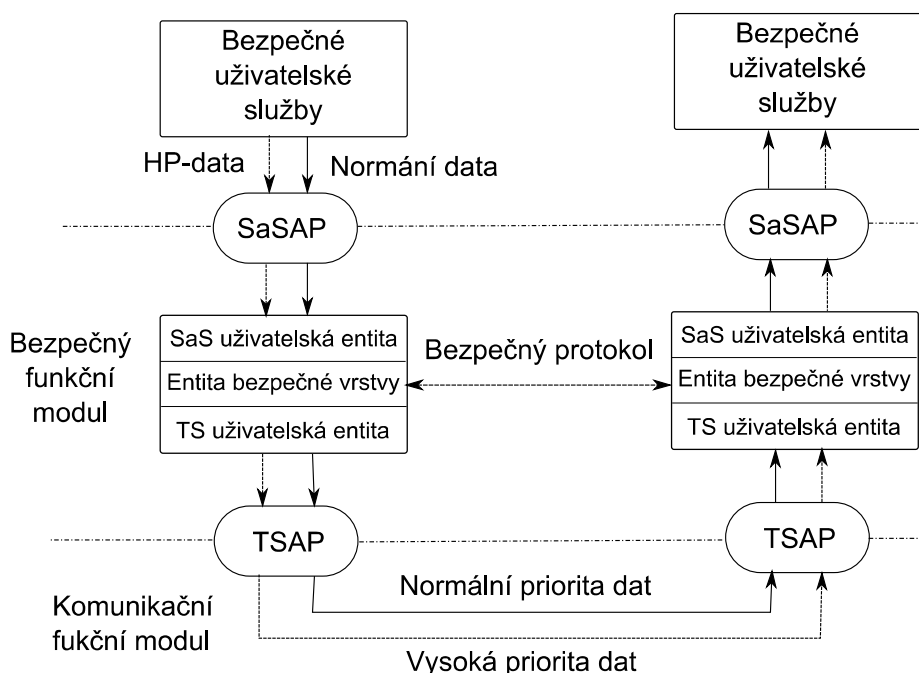 Bezpečné
uživatelské
služby
Bezpečné
uživatelské
služby
HP-data
Normání data
SaSAP
SaSAP
Bezpečný
funkční
modul
SaS uživatelská entita
Entita bezpečné vrstvy
TS uživatelská entita
Bezpečný protokol
SaS uživatelská entita
Entita bezpečné vrstvy
TS uživatelská entita
TSAP
TSAP
Normální priorita dat
Komunikační
fukční modul
Vysoká priorita dat